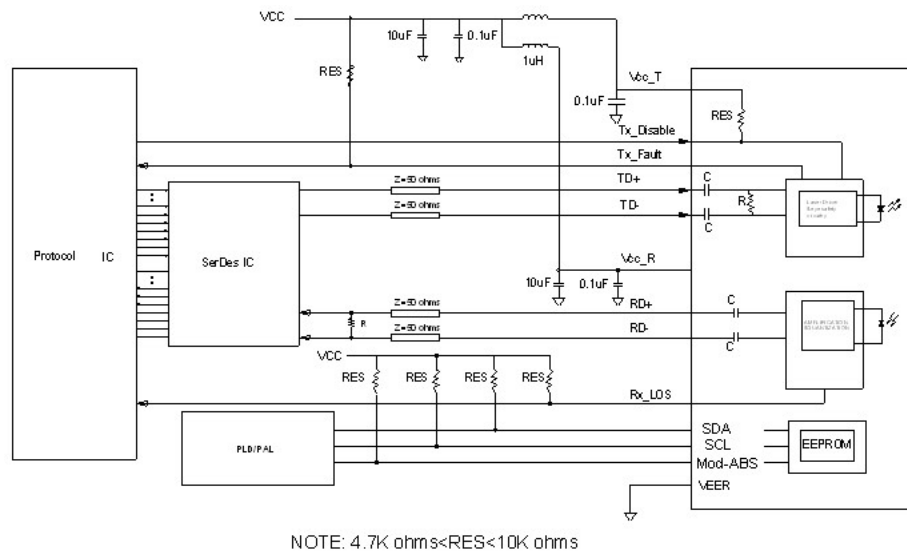 VCC
10uF
0.1uF
RES
1uH
Vcc_T
0.1uF
RES
Tx_Disable
Tx_Fault
Z=50 ohms
TD+
C
R
Z=50 ohms
TD-
C
Protocol IC
SerDes IC
Vcc_R
10uF
0.1uF
Z=50 ohms
RD+
C
R
Z=50 ohms
RD-
C
VCC
RES
RES
RES
RES
Rx_LOS
PLD/PAL
SDA
SCL
Mod-ABS
EEPROM
VEER
NOTE: 4.7K ohms<RES<10K ohms